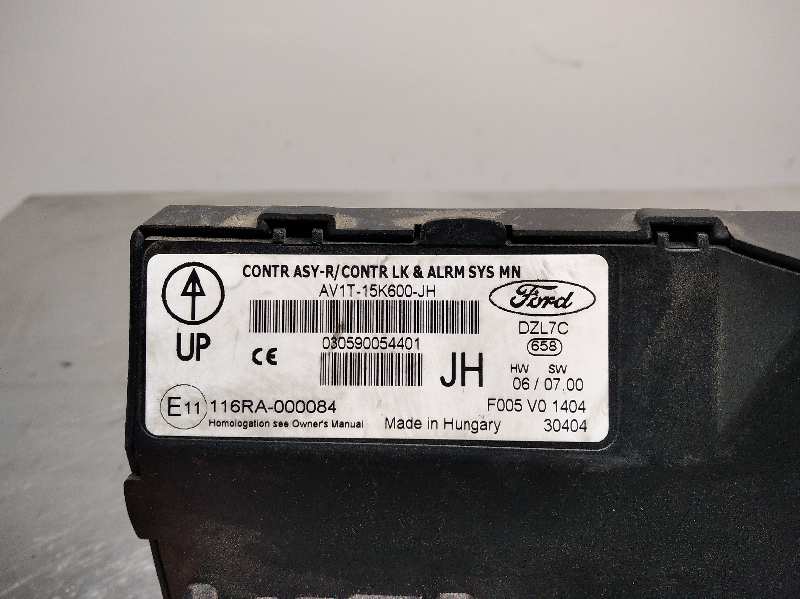 CONTR ASY-R/CONTR LK & ALRM SYS MN
AV1T-15K600-JH
Ford
UP
030590054401
CE
JH
DZL7C
658
HW SW
06 / 07.00
E11 116RA-000084
F005 V0 1404
Homologation see Owner's Manual
Made in Hungary
30404